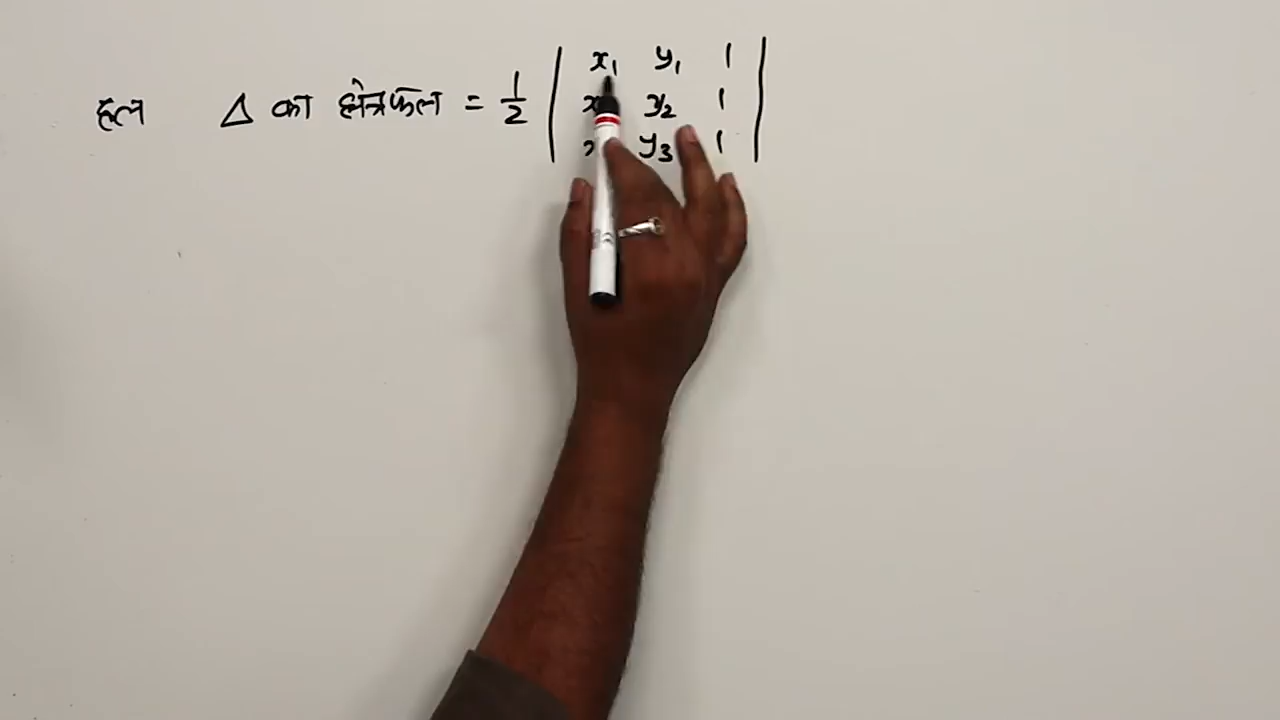 हल Δ का क्षेत्रफल = 1/2 | x₁ y₁ 1 |
| x y₂ 1 |
| y₃ 1 |